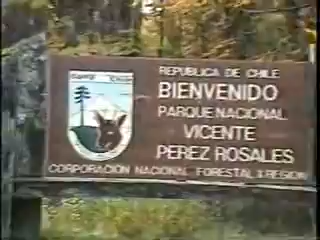 REPUBLICA DE CHILE
BIENVENIDO
PARQUE NACIONAL
VICENTE
PEREZ ROSALES
CORPORACION NACIONAL FORESTAL X REGION